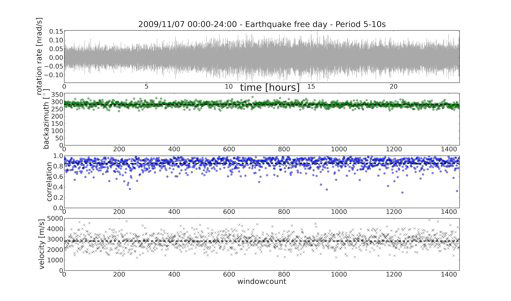 2009/11/07 00:00-24:00 - Earthquake free day - Period 5-10s
rotation rate [nrad/s]
0.15
0.10
0.05
0.00
−0.05
−0.10
0 5 10 15 20
time [hours]
backazimuth [°]
350
300
250
200
150
100
50
0
0 200 400 600 800 1000 1200 1400
correlation
1.0
0.8
0.6
0.4
0.2
0.0
0 200 400 600 800 1000 1200 1400
velocity [m/s]
5000
4000
3000
2000
1000
0
0 200 400 600 800 1000 1200 1400
windowcount